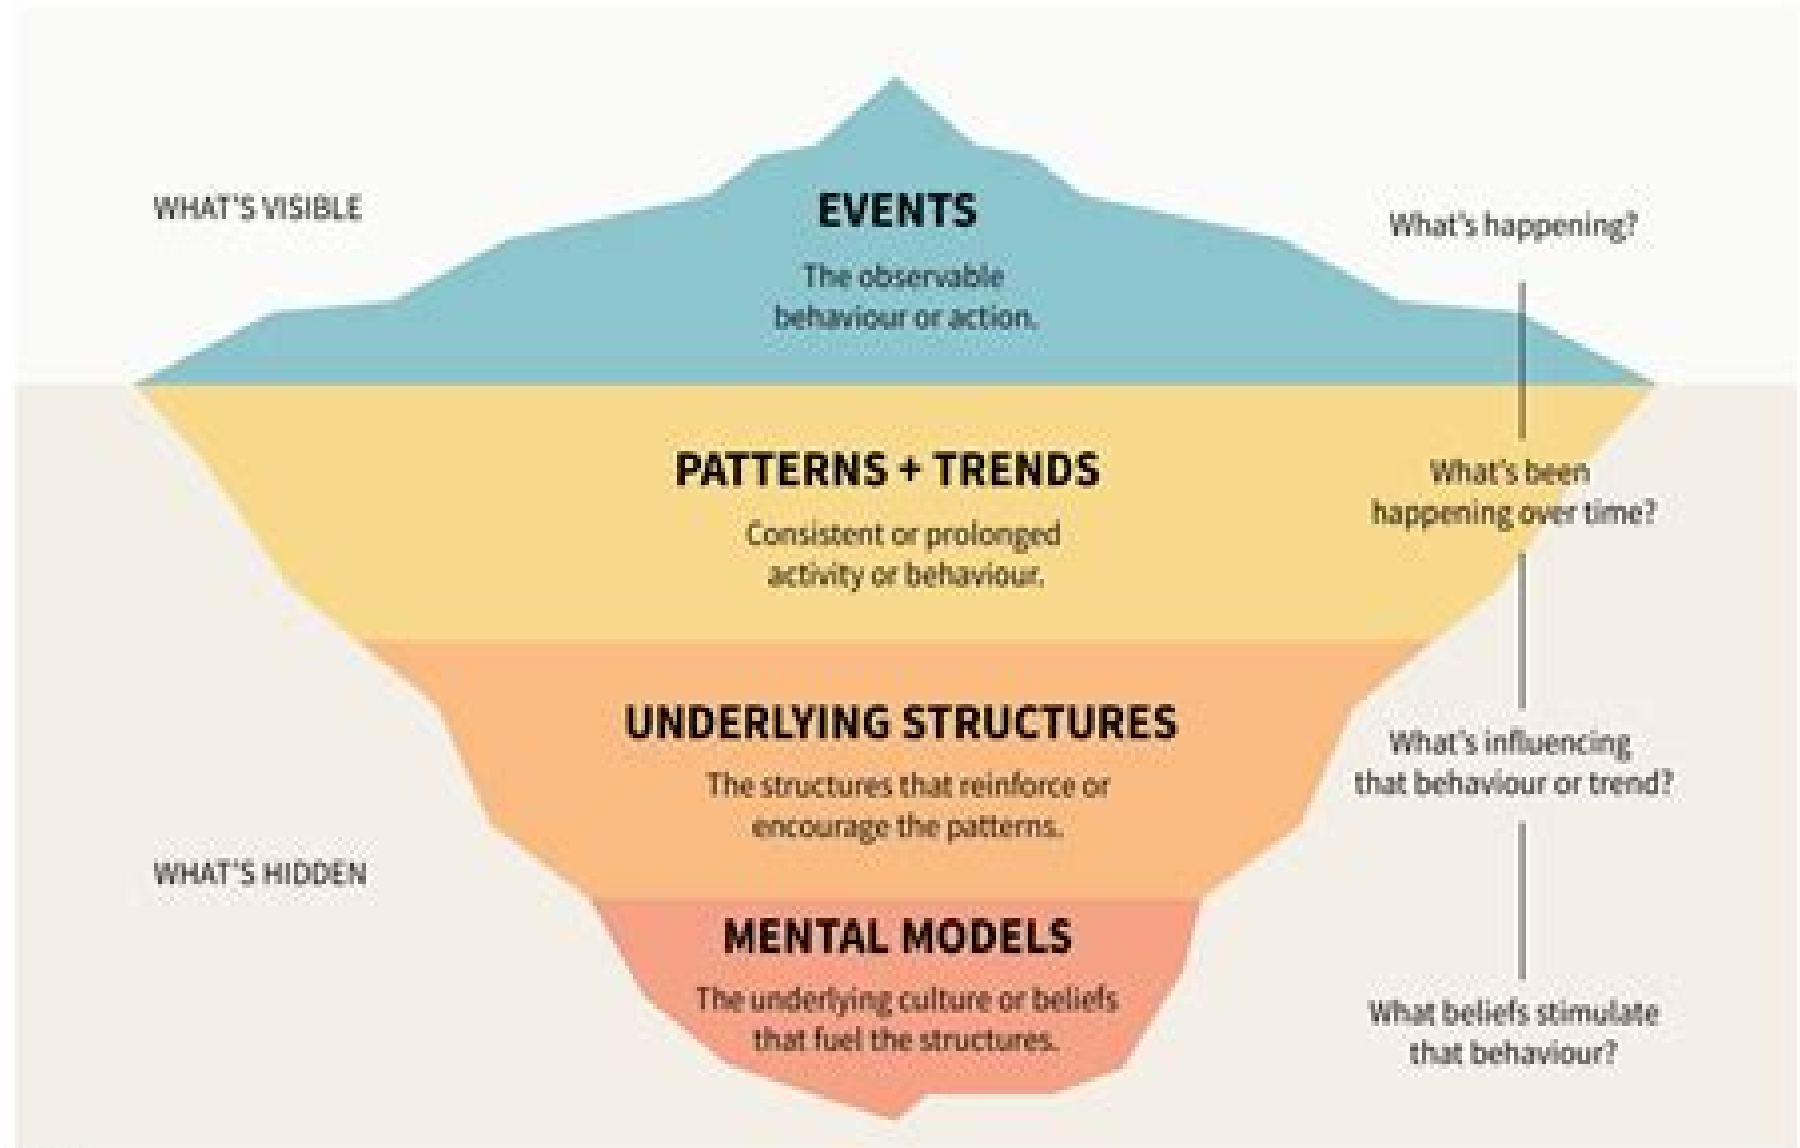 WHAT'S VISIBLE
EVENTS
The observable
behaviour or action.
What's happening?
PATTERNS + TRENDS
Consistent or prolonged
activity or behaviour.
What's been
happening over time?
UNDERLYING STRUCTURES
The structures that reinforce or
encourage the patterns.
What's influencing
that behaviour or trend?
WHAT'S HIDDEN
MENTAL MODELS
The underlying culture or beliefs
that fuel the structures.
What beliefs stimulate
that behaviour?